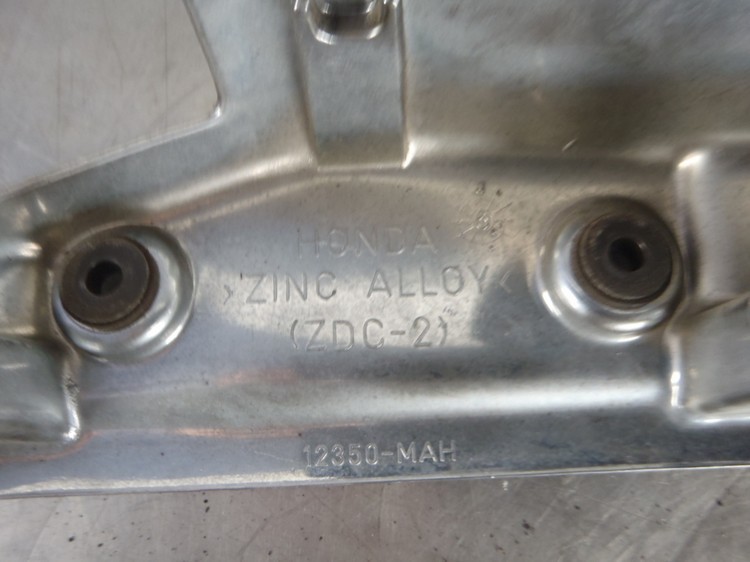 HONDA
>ZINC ALLOY<
(ZDC-2)
12350-MAH